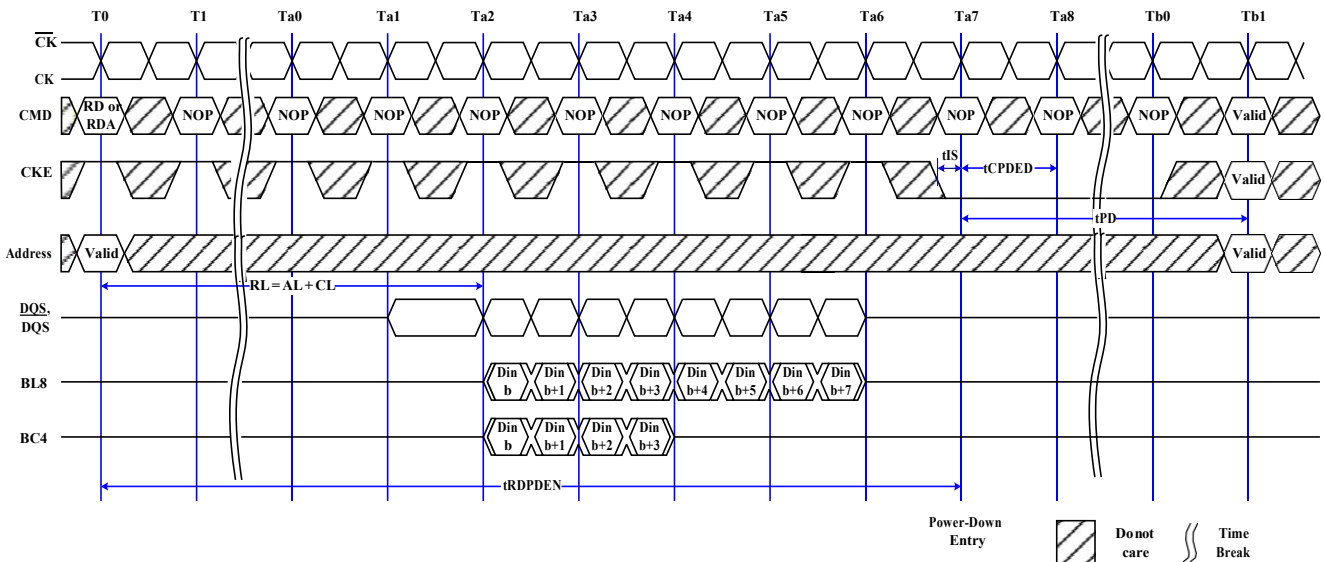 T0 T1 Ta0 Ta1 Ta2 Ta3 Ta4 Ta5 Ta6 Ta7 Ta8 Tb0 Tb1
CK
CK
CMD RD or RDA NOP NOP NOP NOP NOP NOP NOP NOP NOP NOP NOP Valid
CKE tIS tCPDED Valid
tPD
Address Valid Valid
RL = AL + CL
DQS,
DQS
BL8 Din b Din b+1 Din b+2 Din b+3 Din b+4 Din b+5 Din b+6 Din b+7
BC4 Din b Din b+1 Din b+2 Din b+3
tRDPDEN
Power-Down
Entry
Do not
care
Time
Break